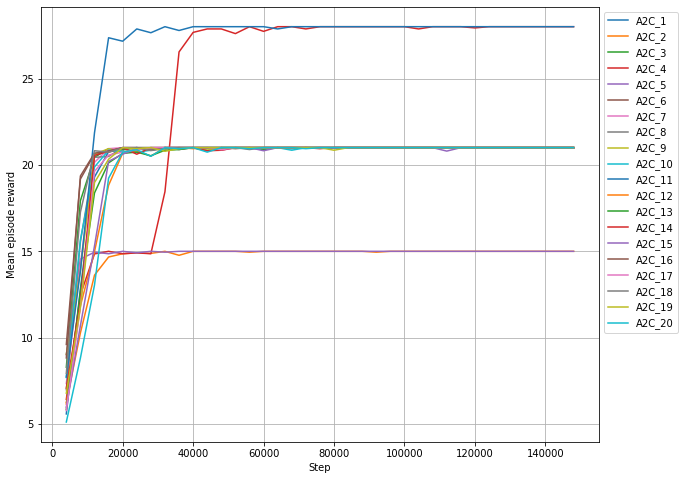 25
20
15
10
5
Mean episode reward
0
20000
40000
60000
80000
100000
120000
140000
Step
A2C_1
A2C_2
A2C_3
A2C_4
A2C_5
A2C_6
A2C_7
A2C_8
A2C_9
A2C_10
A2C_11
A2C_12
A2C_13
A2C_14
A2C_15
A2C_16
A2C_17
A2C_18
A2C_19
A2C_20